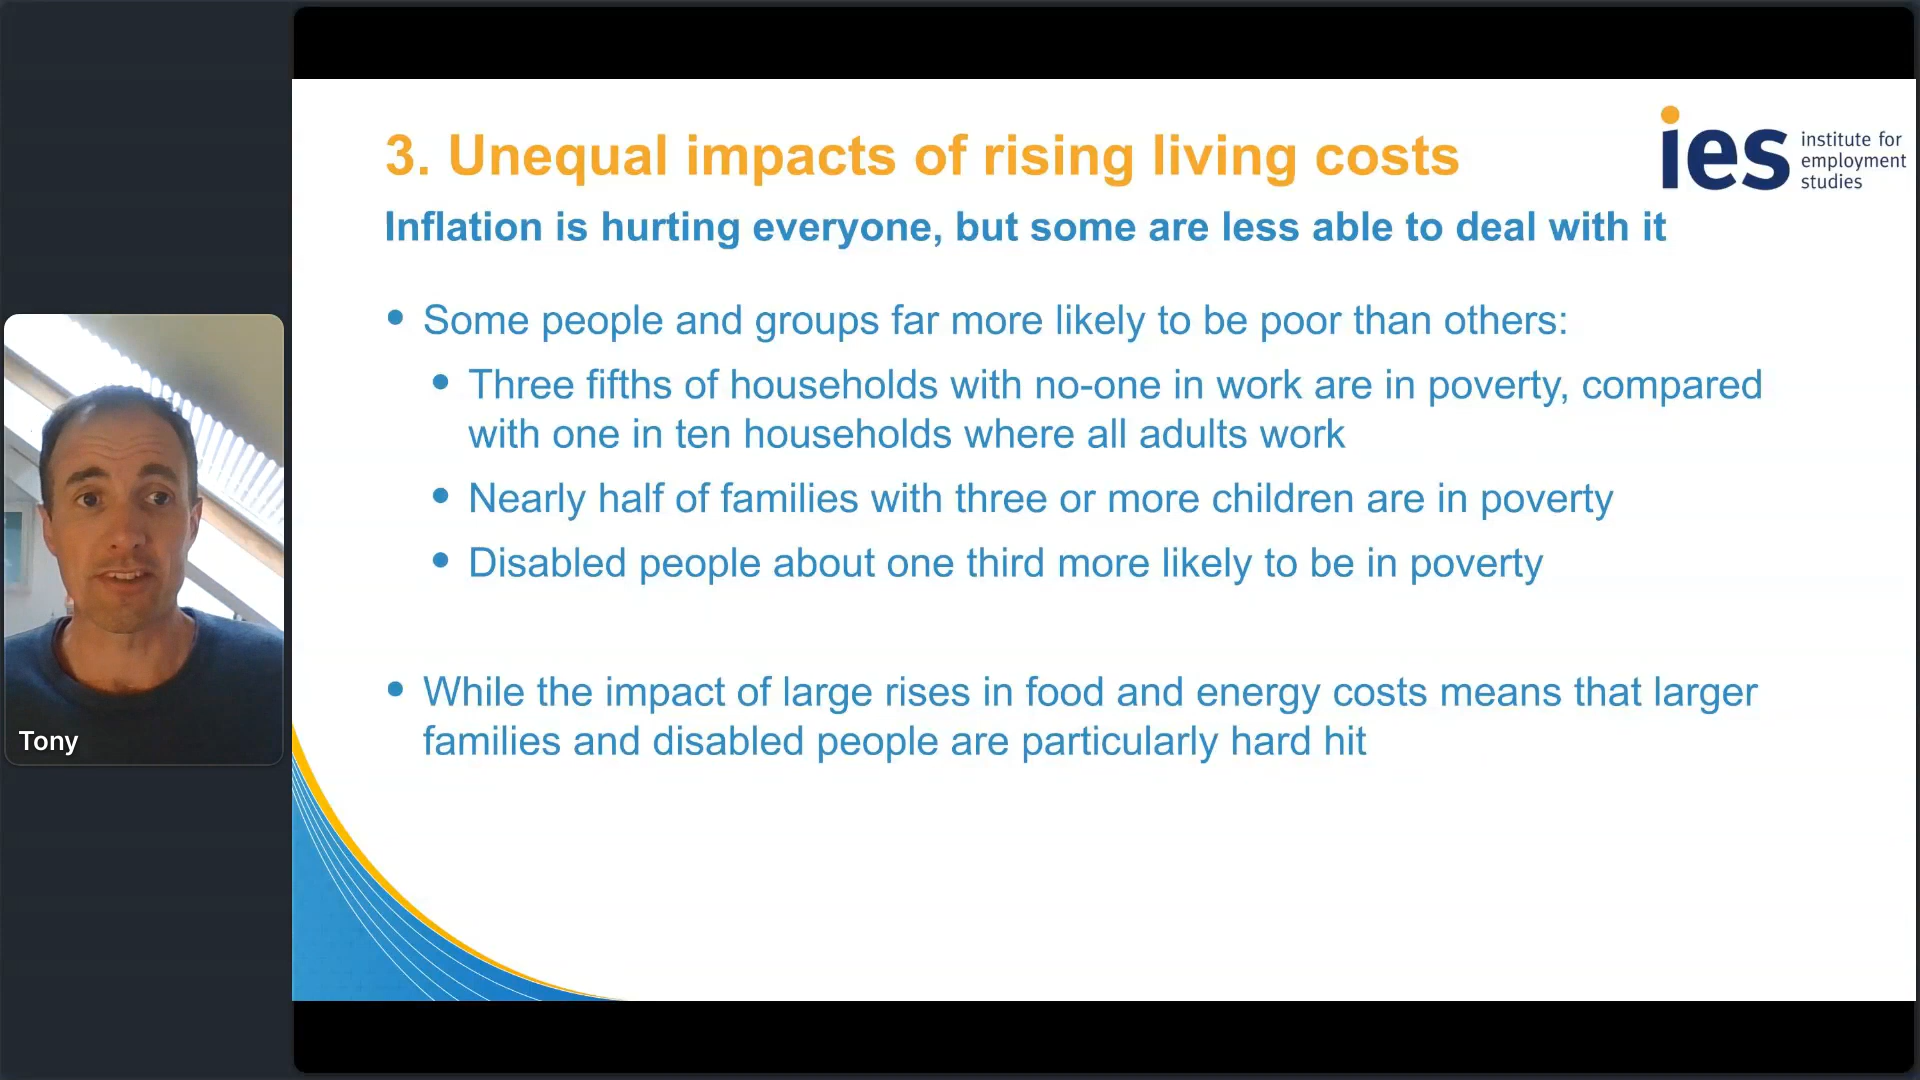 3. Unequal impacts of rising living costs
ies institute for
employment
studies
Inflation is hurting everyone, but some are less able to deal with it
• Some people and groups far more likely to be poor than others:
• Three fifths of households with no-one in work are in poverty, compared
with one in ten households where all adults work
• Nearly half of families with three or more children are in poverty
• Disabled people about one third more likely to be in poverty
• While the impact of large rises in food and energy costs means that larger
families and disabled people are particularly hard hit
Tony